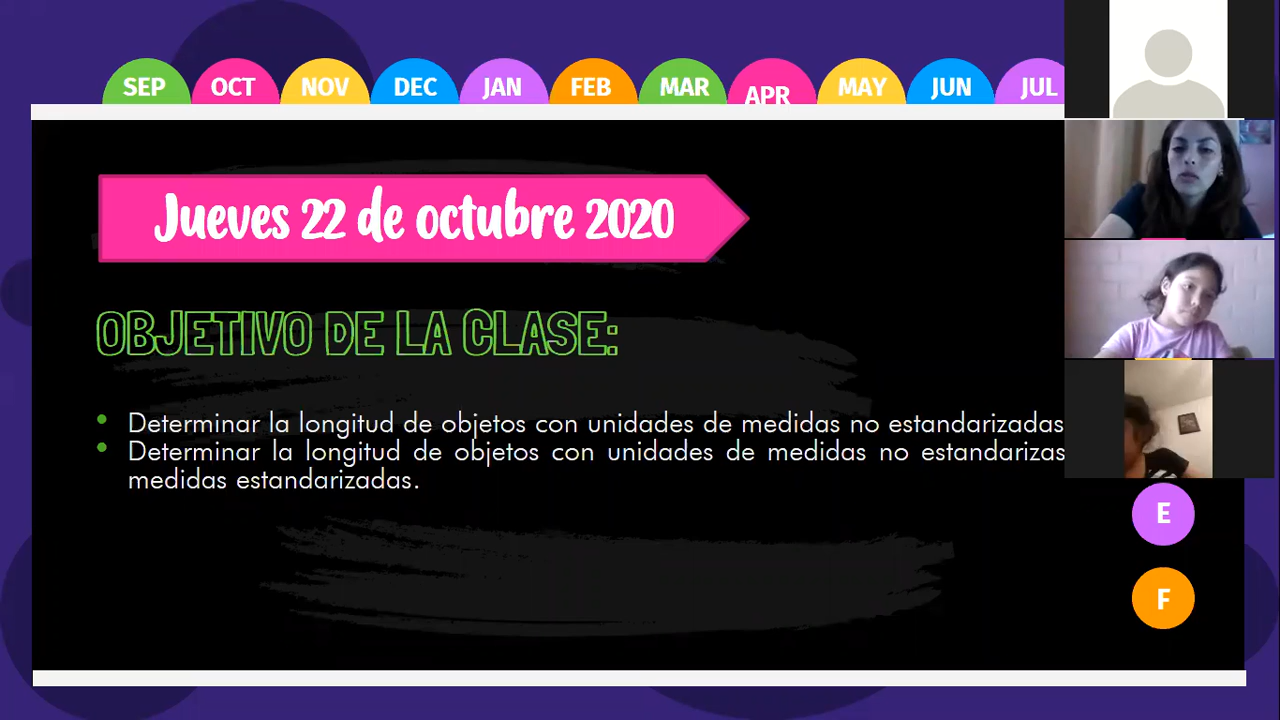 SEP OCT NOV DEC JAN FEB MAR APR MAY JUN JUL
Jueves 22 de octubre 2020
OBJETIVO DE LA CLASE:
• Determinar la longitud de objetos con unidades de medidas no estandarizadas
• Determinar la longitud de objetos con unidades de medidas no estandarizas
medidas estandarizadas.
E
F